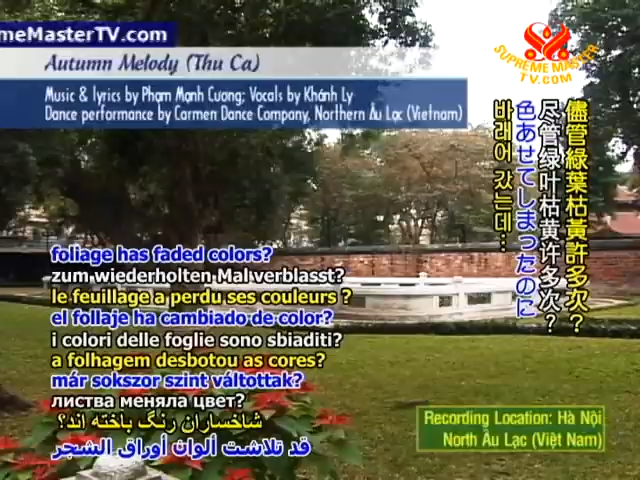 emeMasterTV.com
Autumn Melody (Thu Ca)
Music & lyrics by Phạm Mạnh Cương; Vocals by Khánh Ly
Dance performance by Carmen Dance Company, Northern Âu Lạc (Vietnam)
SUPREME MASTER
TV.COM
儘管綠葉枯黃許多次?
尽管绿叶枯黄许多次?
色あせてしまったのに
바래어 갔는데...
foliage has faded colors?
zum wiederholten Malverblasst?
le feuillage a perdu ses couleurs ?
el follaje ha cambiado de color?
i colori delle foglie sono sbiaditi?
a folhagem desbotou as cores?
már sokszor szint váltottak?
листва меняла цвет?
شاخساران رنگ باخته اند؟
قد تلاشت ألوان أوراق الشجر
Recording Location: Hà Nội
North Âu Lạc (Việt Nam)